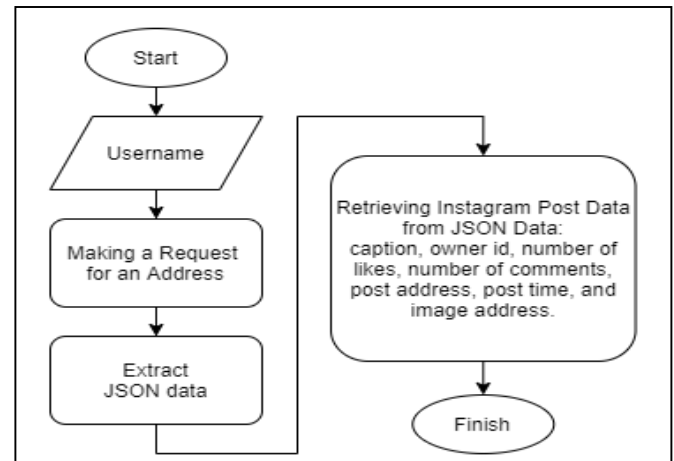 Start
Username
Making a Request
for an Address
Extract
JSON data
Retrieving Instagram Post Data
from JSON Data:
caption, owner id, number of
likes, number of comments,
post address, post time, and
image address.
Finish